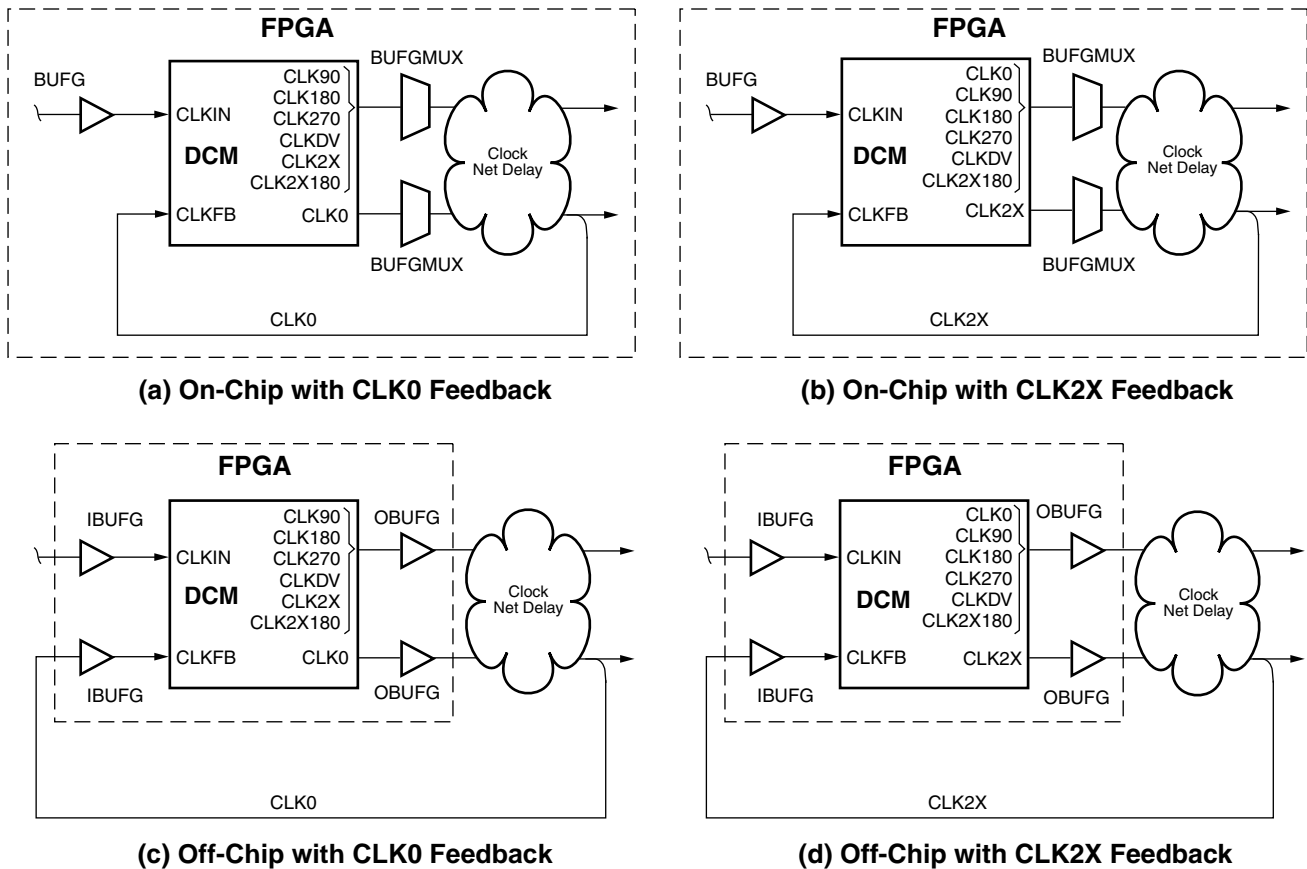 FPGA
BUFG
CLKIN
DCM
CLKFB
CLK90
CLK180
CLK270
CLKDV
CLK2X
CLK2X180
CLK0
BUFGMUX
BUFGMUX
Clock
Net Delay
CLK0
(a) On-Chip with CLK0 Feedback
FPGA
BUFG
CLKIN
DCM
CLKFB
CLK0
CLK90
CLK180
CLK270
CLKDV
CLK2X180
CLK2X
BUFGMUX
BUFGMUX
Clock
Net Delay
CLK2X
(b) On-Chip with CLK2X Feedback
FPGA
IBUFG
IBUFG
CLKIN
DCM
CLKFB
CLK90
CLK180
CLK270
CLKDV
CLK2X
CLK2X180
CLK0
OBUFG
OBUFG
Clock
Net Delay
CLK0
(c) Off-Chip with CLK0 Feedback
FPGA
IBUFG
IBUFG
CLKIN
DCM
CLKFB
CLK0
CLK90
CLK180
CLK270
CLKDV
CLK2X180
CLK2X
OBUFG
OBUFG
Clock
Net Delay
CLK2X
(d) Off-Chip with CLK2X Feedback